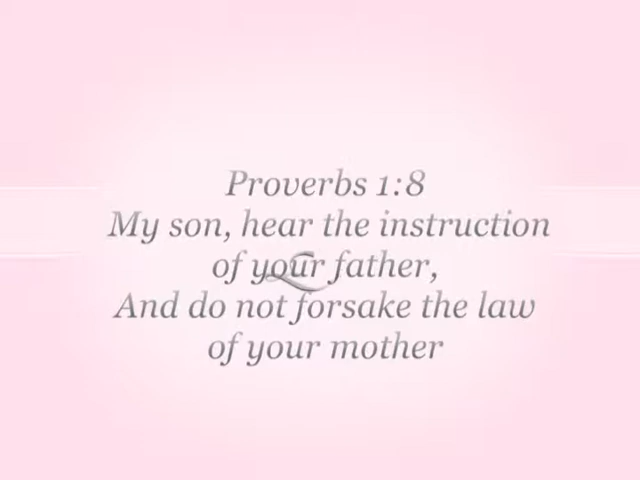 Proverbs 1:8
My son, hear the instruction
of your father,
And do not forsake the law
of your mother